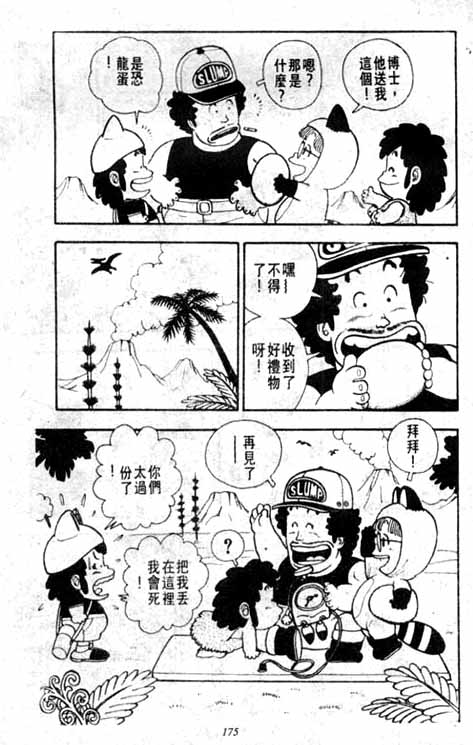 博士，
他送我
這個！
嗯？
那是
什麼？
SLUMP
是恐
龍蛋
！
SLUMP
嘿～
不得
了！
收到了
好禮物
呀！
拜拜！
再見了
——
SLUMP
？
你們
太過
份了
！
把我丟
在這裡
我會死
！
175